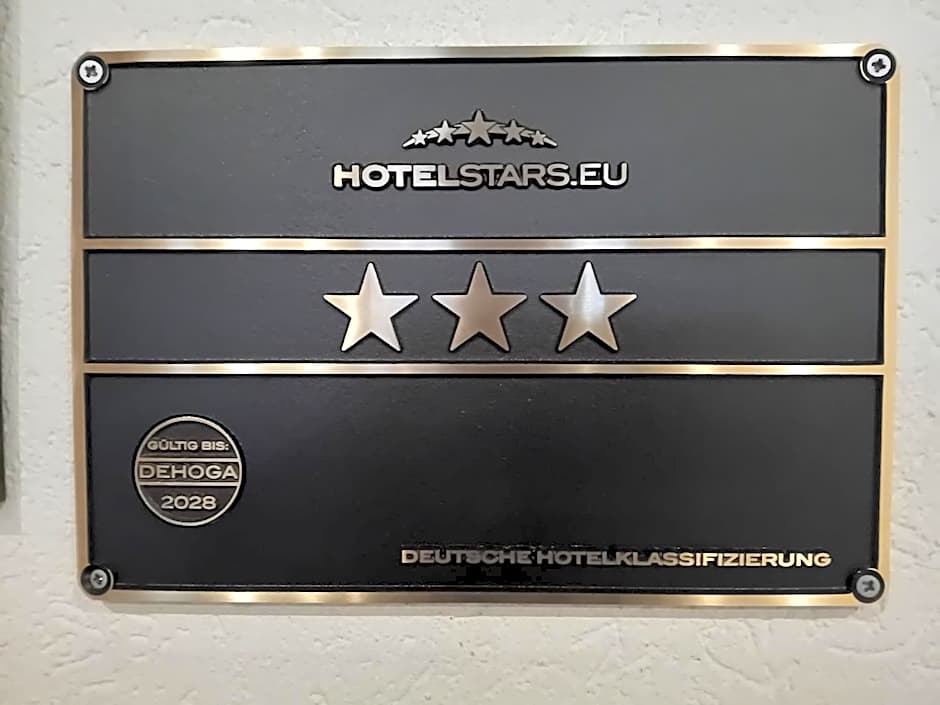 HOTELSTARS.EU
GÜLTIG BIS:
DEHOGA
2028
DEUTSCHE HOTELKLASSIFIZIERUNG